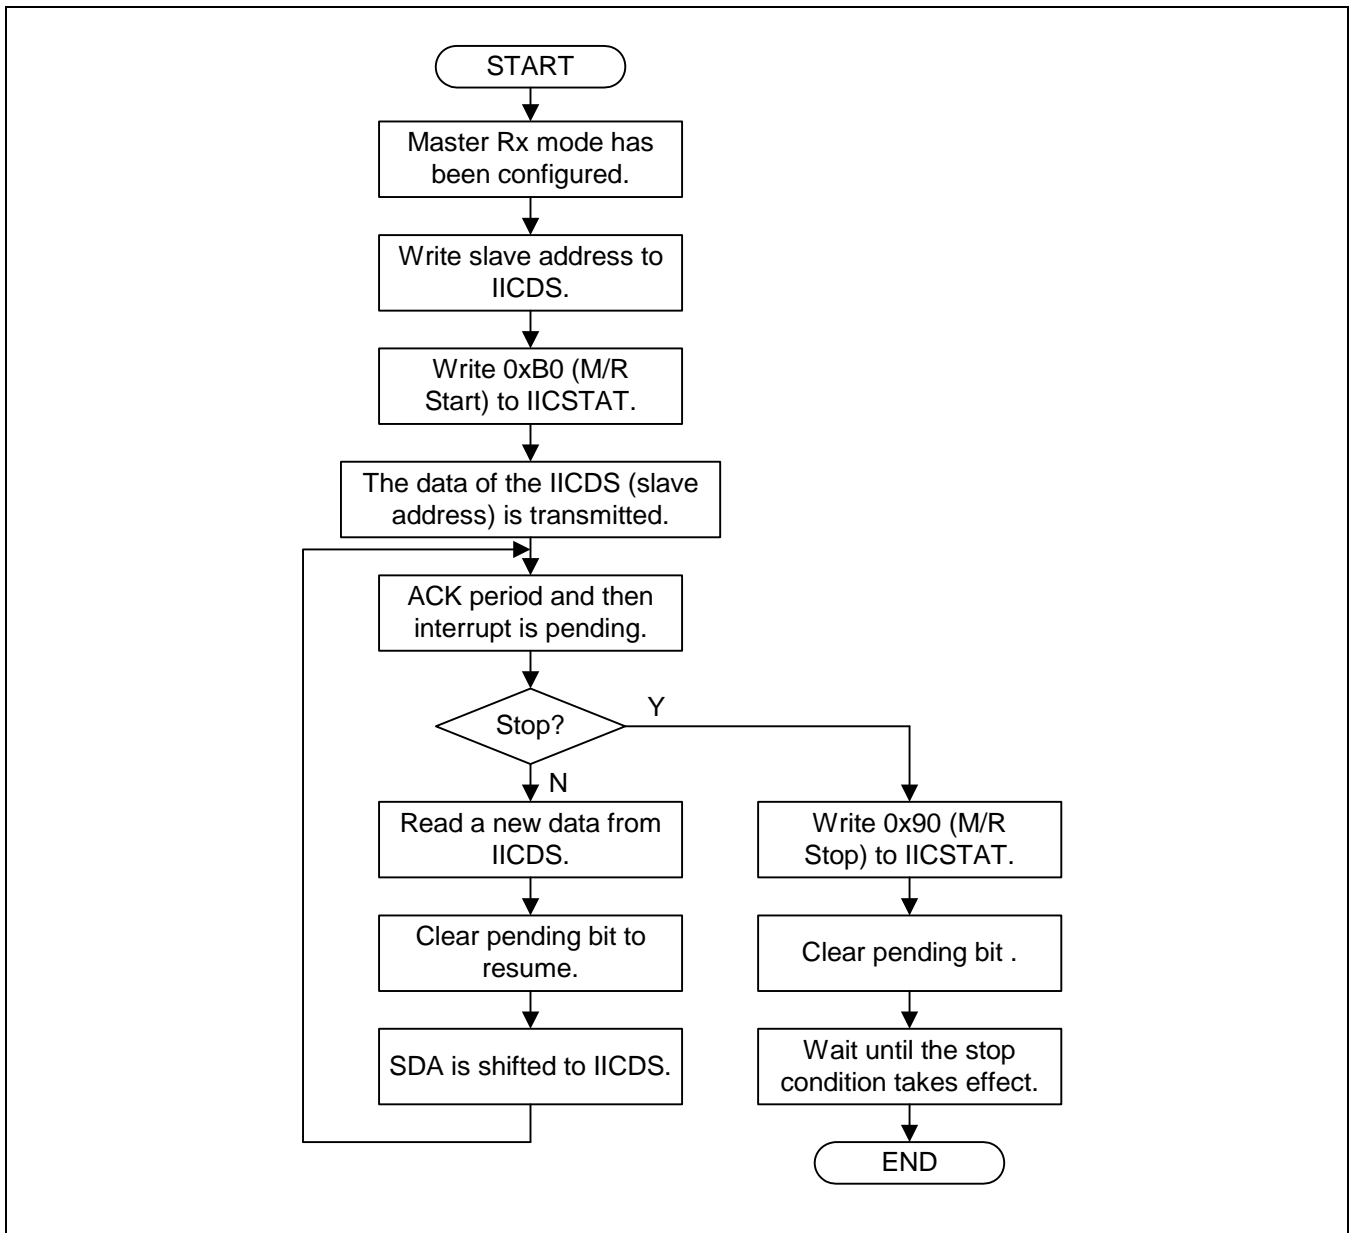 START
Master Rx mode has
been configured.
Write slave address to
IICDS.
Write 0xB0 (M/R
Start) to IICSTAT.
The data of the IICDS (slave
address) is transmitted.
ACK period and then
interrupt is pending.
Stop?
Y
N
Read a new data from
IICDS.
Clear pending bit to
resume.
SDA is shifted to IICDS.
Write 0x90 (M/R
Stop) to IICSTAT.
Clear pending bit .
Wait until the stop
condition takes effect.
END